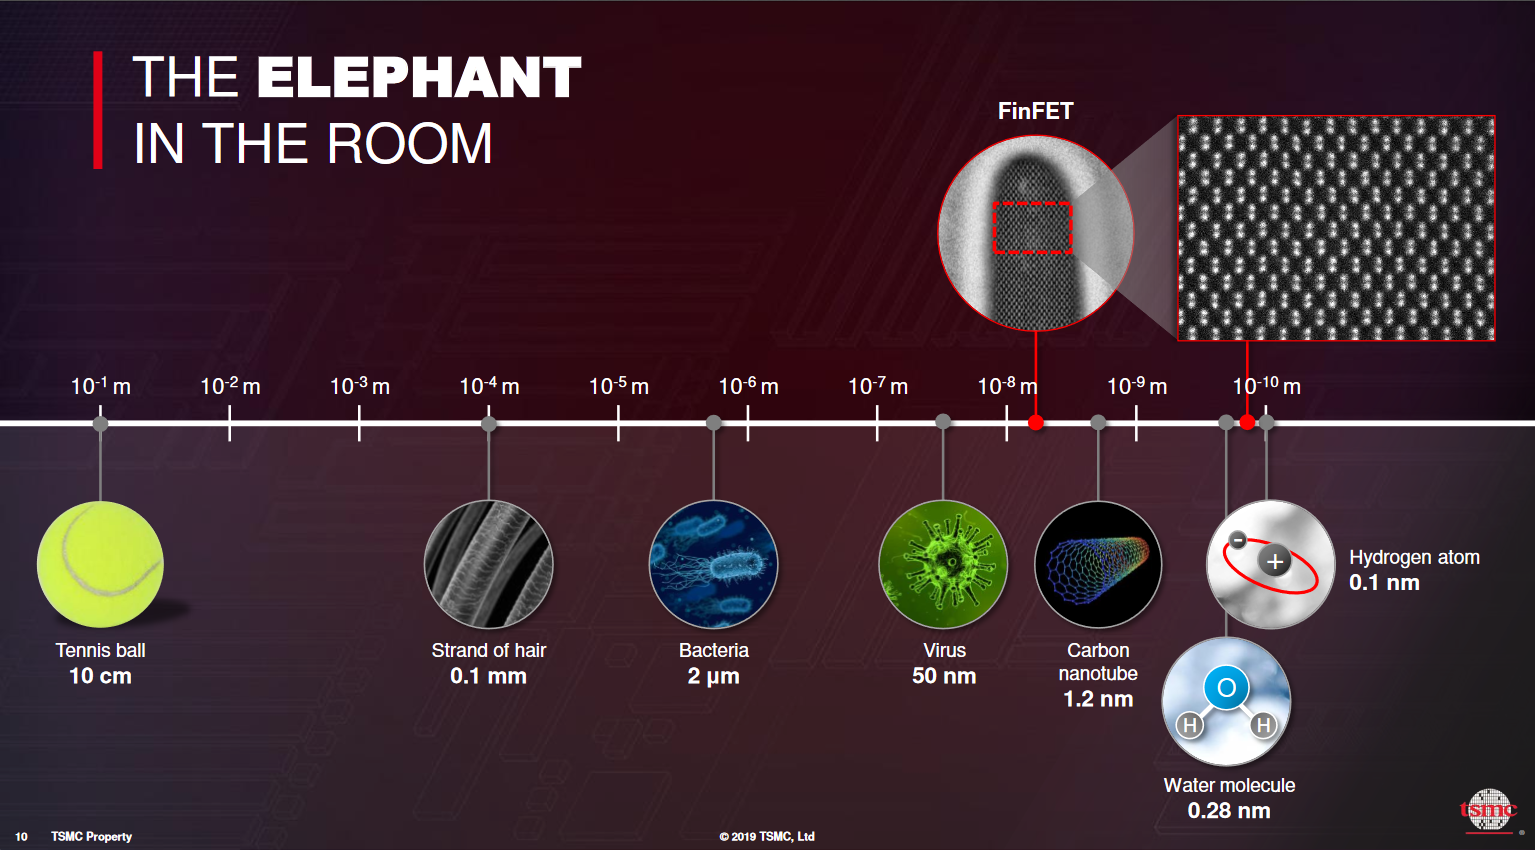 THE ELEPHANT
IN THE ROOM
FinFET
10-1 m
10-2 m
10-3 m
10-4 m
10-5 m
10-6 m
10-7 m
10-8 m
10-9 m
10-10 m
Tennis ball
10 cm
Strand of hair
0.1 mm
Bacteria
2 µm
Virus
50 nm
Carbon
nanotube
1.2 nm
-
+
Hydrogen atom
0.1 nm
O
H
H
Water molecule
0.28 nm
10
TSMC Property
© 2019 TSMC, Ltd
tsmc
®